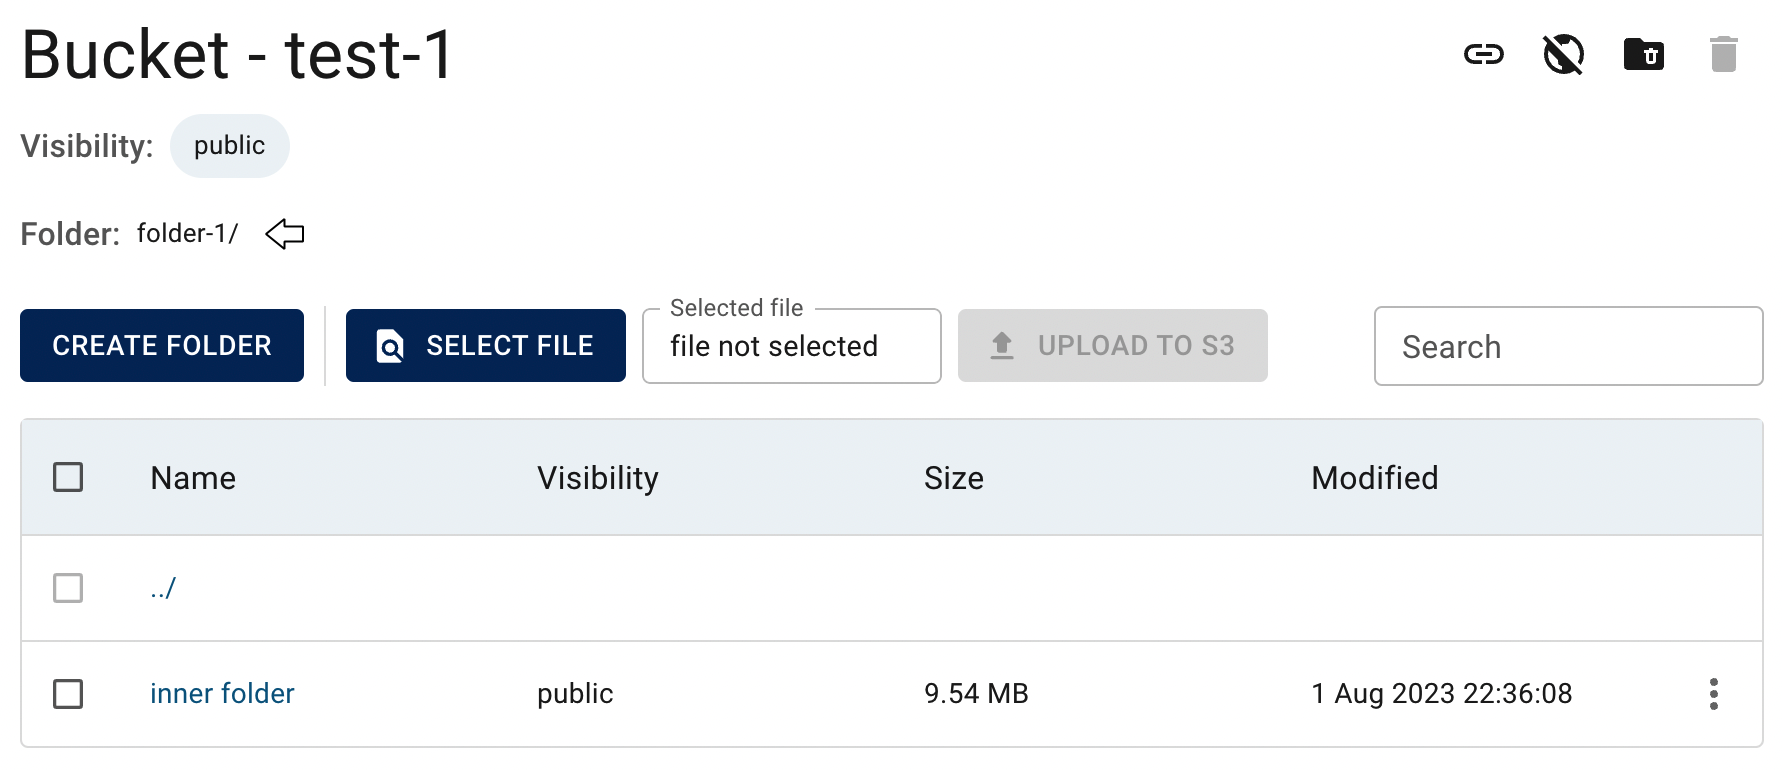 Bucket - test-1
Visibility: public
Folder: folder-1/
CREATE FOLDER SELECT FILE Selected file file not selected UPLOAD TO S3 Search
Name Visibility Size Modified
../
inner folder public 9.54 MB 1 Aug 2023 22:36:08